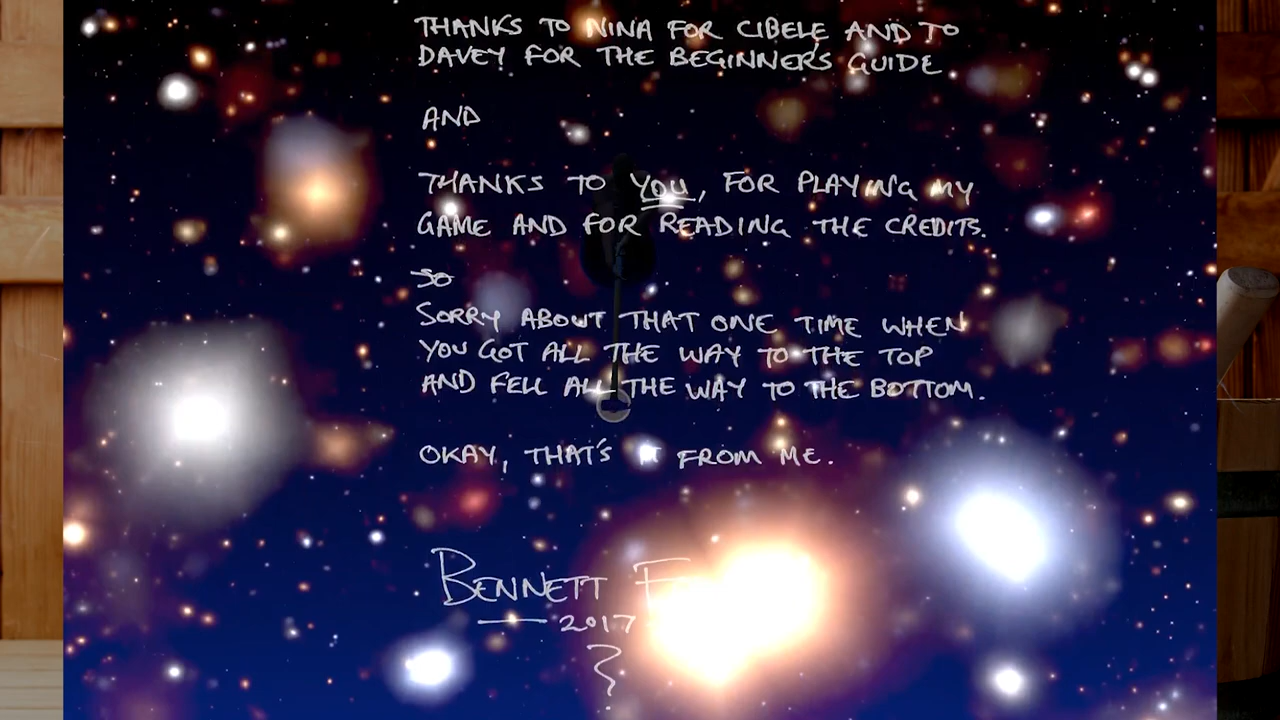 THANKS TO NINA FOR CIBELE AND TO
DAVEY FOR THE BEGINNER'S GUIDE
AND
THANKS TO YOU, FOR PLAYING MY
GAME AND FOR READING THE CREDITS.
SO
SORRY ABOUT THAT ONE TIME WHEN
YOU GOT ALL THE WAY TO THE TOP
AND FELL ALL THE WAY TO THE BOTTOM.
OKAY, THAT'S IT FROM ME.
BENNETT
2017